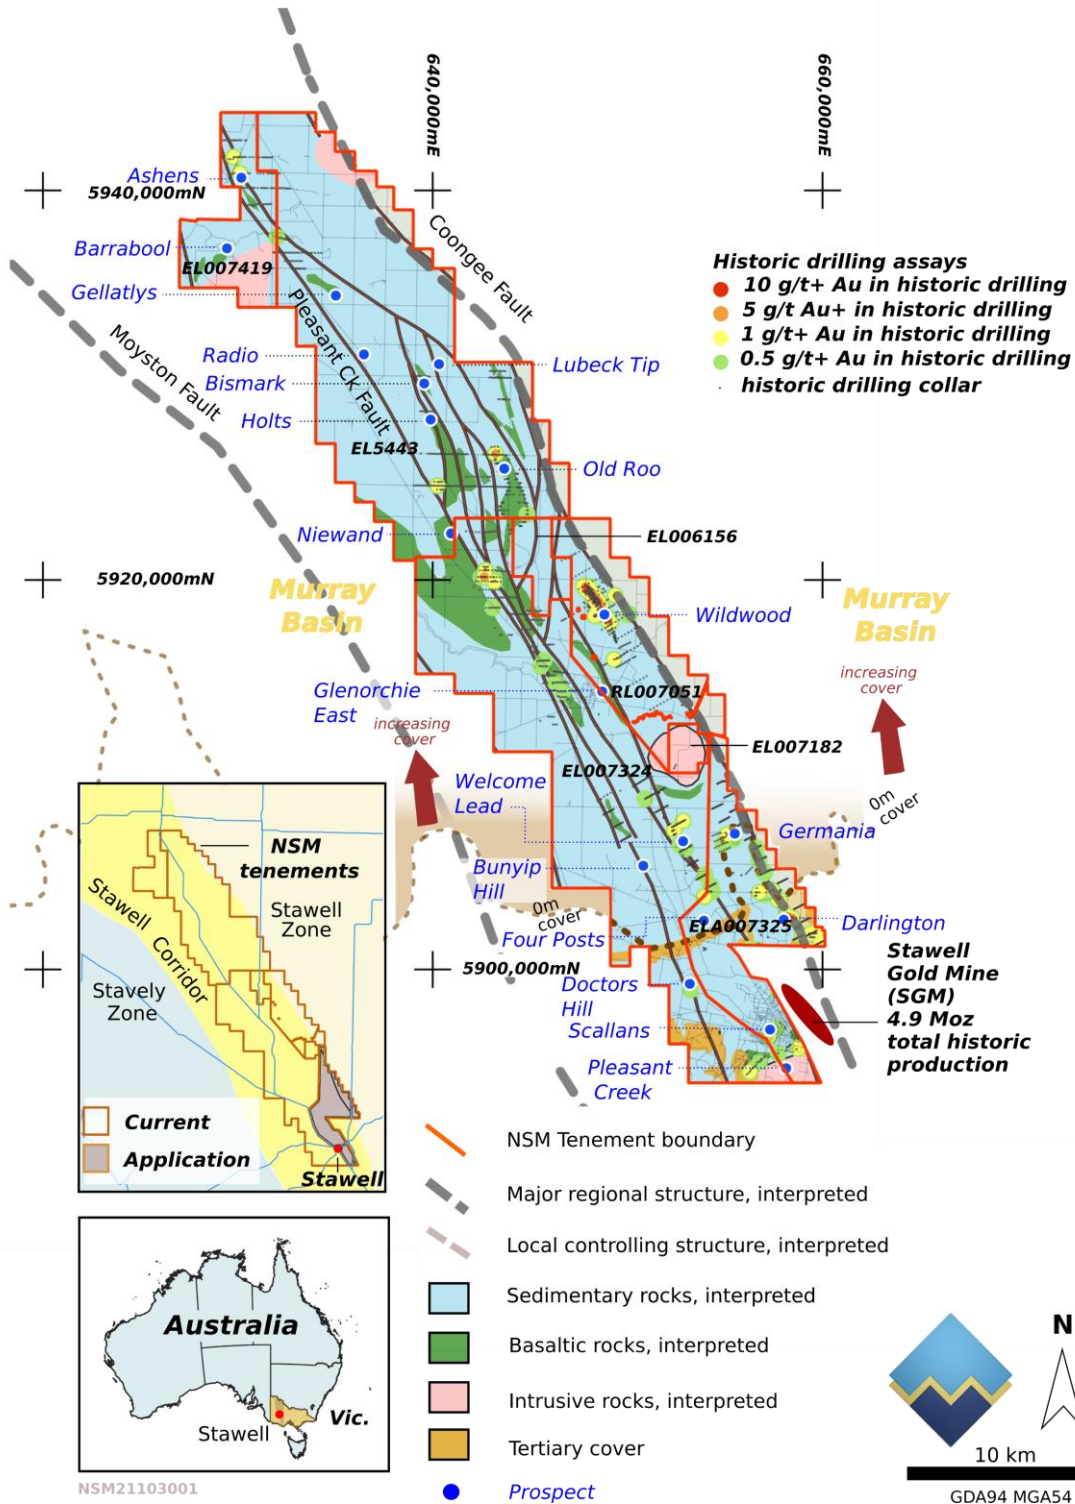 640,000mE
660,000mE
Ashens
5940,000mN
Coongee Fault
Barrabool
EL007419
Gellatlys
Pleasant Ck Fault
Moyston Fault
Radio
Bismark
Holts
Lubeck Tip
EL5443
Old Roo
Historic drilling assays
10 g/t+ Au in historic drilling
5 g/t Au+ in historic drilling
1 g/t+ Au in historic drilling
0.5 g/t+ Au in historic drilling
historic drilling collar
Niewand
EL006156
5920,000mN
Murray
Basin
Wildwood
Murray
Basin
increasing
cover
Glenorchie
East
RL007051
increasing
cover
EL007182
EL007324
Welcome
Lead
0m
cover
Germania
Bunyip
Hill
0m
cover
Four Posts
ELA007325
Darlington
5900,000mN
Doctors
Hill
Scallans
Pleasant
Creek
Stawell
Gold Mine
(SGM)
4.9 Moz
total historic
production
NSM
tenements
Stawell
Zone
Stawell
Corridor
Stavely
Zone
Current
Application
Stawell
Australia
Vic.
Stawell
NSM21103001
NSM Tenement boundary
Major regional structure, interpreted
Local controlling structure, interpreted
Sedimentary rocks, interpreted
Basaltic rocks, interpreted
Intrusive rocks, interpreted
Tertiary cover
Prospect
N
10 km
GDA94 MGA54